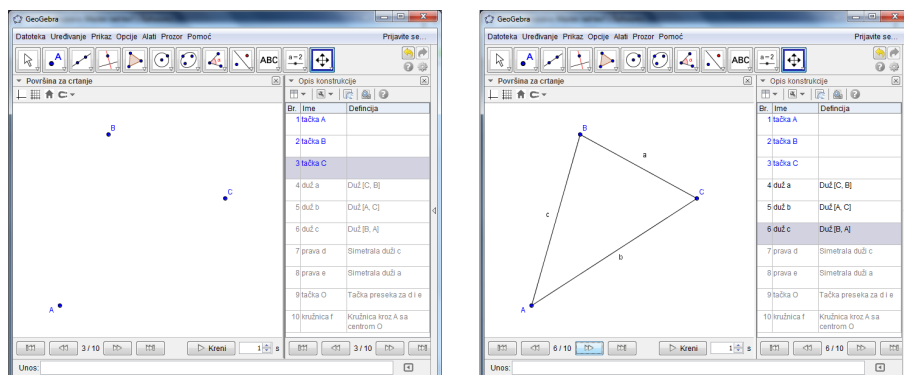 GeoGebra
Datoteka Uređivanje Prikaz Opcije Alati Prozor Pomoć Prijavite se...
ABC a=2
Površina za crtanje
Opis konstrukcije
Br. Ime Defincija
1 tačka A
2 tačka B
3 tačka C
4 duž a Duž [C, B]
5 duž b Duž [A, C]
6 duž c Duž [B, A]
7 prava d Simetrala duži c
8 prava e Simetrala duži a
9 tačka O Tačka preseka za d i e
10 kružnica f Kružnica kroz A sa
centrom O
B
C
A
3 / 10 Kreni 1 s 3 / 10
Unos:
GeoGebra
Datoteka Uređivanje Prikaz Opcije Alati Prozor Pomoć Prijavite se...
ABC a=2
Površina za crtanje
Opis konstrukcije
Br. Ime Defincija
1 tačka A
2 tačka B
3 tačka C
4 duž a Duž [C, B]
5 duž b Duž [A, C]
6 duž c Duž [B, A]
7 prava d Simetrala duži c
8 prava e Simetrala duži a
9 tačka O Tačka preseka za d i e
10 kružnica f Kružnica kroz A sa
centrom O
B
a
C
c
b
A
6 / 10 Kreni 1 s 6 / 10
Unos: